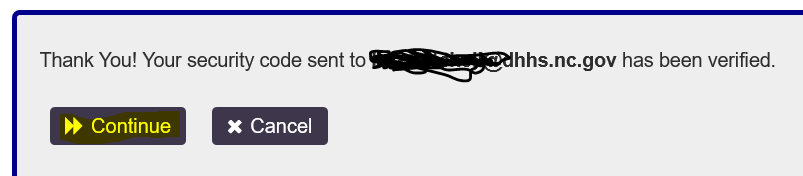 Thank You! Your security code sent to @dhhs.nc.gov has been verified.
Continue
Cancel